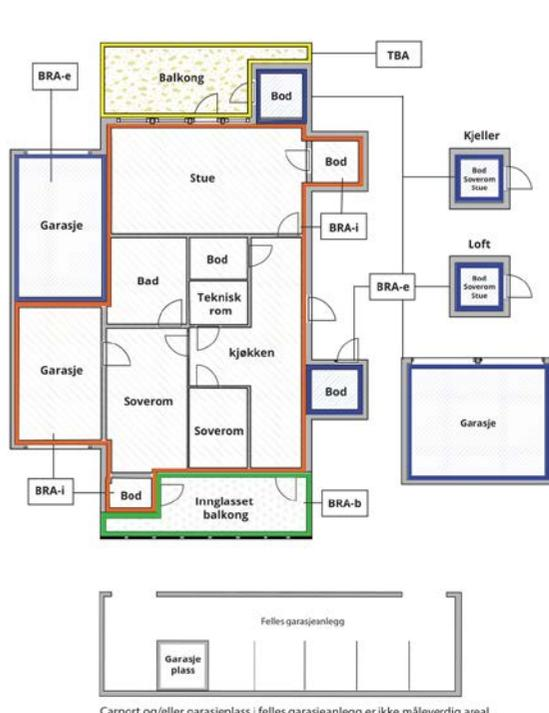 TBA
BRA-e
Balkong
Bod
Kjeller
Stue
Bod
Bod
Soverom
Stue
Garasje
BRA-i
Loft
Bod
Bad
Teknisk
rom
BRA-e
Bod
Soverom
Stue
kjøkken
Garasje
Soverom
Bod
Garasje
Soverom
BRA-i
Bod
Innglasset
balkong
BRA-b
Felles garasjeanlegg
Garasje
plass
Carport og/eller garasjeplass i felles garasjeanlegg er ikke måleverdig areal